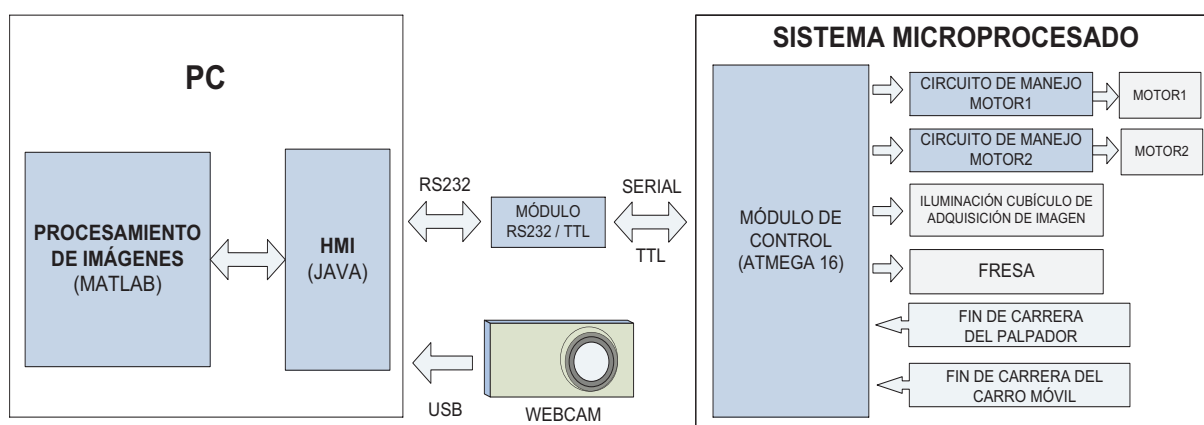 PC
PROCESAMIENTO
DE IMÁGENES
(MATLAB)
HMI
(JAVA)
RS232
MÓDULO
RS232 / TTL
SERIAL
TTL
USB
WEBCAM
SISTEMA MICROPROCESADO
MÓDULO DE
CONTROL
(ATMEGA 16)
CIRCUITO DE MANEJO
MOTOR1
MOTOR1
CIRCUITO DE MANEJO
MOTOR2
MOTOR2
ILUMINACIÓN CUBÍCULO DE
ADQUISICIÓN DE IMAGEN
FRESA
FIN DE CARRERA
DEL PALPADOR
FIN DE CARRERA DEL
CARRO MÓVIL